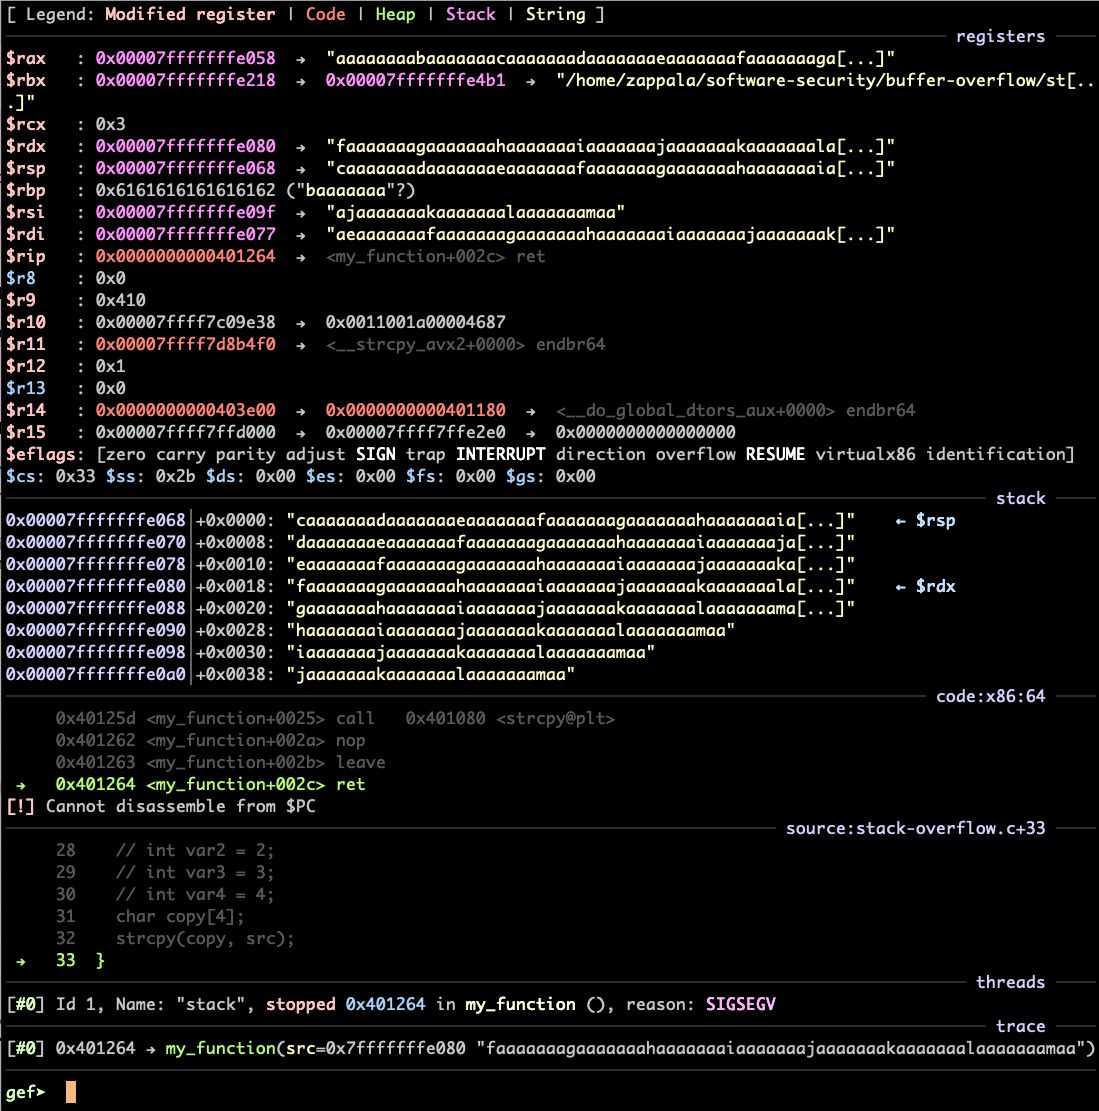 [ Legend: Modified register | Code | Heap | Stack | String ]
registers
$rax   : 0x00007fffffffe058  →  "aaaaaaaabaaaaaaacaaaaaaadaaaaaaaeaaaaaaafaaaaaaaga[...]"
$rbx   : 0x00007fffffffe218  →  0x00007fffffffe4b1  →  "/home/zappala/software-security/buffer-overflow/st[..
.]"
$rcx   : 0x3
$rdx   : 0x00007fffffffe080  →  "faaaaaaagaaaaaaahaaaaaaaiaaaaaaajaaaaaaakaaaaaaala[...]"
$rsp   : 0x00007fffffffe068  →  "caaaaaaadaaaaaaaeaaaaaaafaaaaaaagaaaaaaahaaaaaaaia[...]"
$rbp   : 0x6161616161616162 ("baaaaaaa"?)
$rsi   : 0x00007fffffffe09f  →  "ajaaaaaaakaaaaaaalaaaaaaamaa"
$rdi   : 0x00007fffffffe077  →  "aeaaaaaaafaaaaaaagaaaaaaahaaaaaaaiaaaaaaajaaaaaaak[...]"
$rip   : 0x0000000000401264  →  <my_function+002c> ret
$r8    : 0x0
$r9    : 0x410
$r10   : 0x00007ffff7c09e38  →  0x0011001a00004687
$r11   : 0x00007ffff7d8b4f0  →  <__strcpy_avx2+0000> endbr64
$r12   : 0x1
$r13   : 0x0
$r14   : 0x0000000000403e00  →  0x0000000000401180  →  <__do_global_dtors_aux+0000> endbr64
$r15   : 0x00007ffff7ffd000  →  0x00007ffff7ffe2e0  →  0x0000000000000000
$eflags: [zero carry parity adjust SIGN trap INTERRUPT direction overflow RESUME virtualx86 identification]
$cs: 0x33 $ss: 0x2b $ds: 0x00 $es: 0x00 $fs: 0x00 $gs: 0x00
stack
0x00007fffffffe068│+0x0000: "caaaaaaadaaaaaaaeaaaaaaafaaaaaaagaaaaaaahaaaaaaaia[...]"    ← $rsp
0x00007fffffffe070│+0x0008: "daaaaaaaeaaaaaaafaaaaaaagaaaaaaahaaaaaaaiaaaaaaaja[...]"
0x00007fffffffe078│+0x0010: "eaaaaaaafaaaaaaagaaaaaaahaaaaaaaiaaaaaaajaaaaaaaka[...]"
0x00007fffffffe080│+0x0018: "faaaaaaagaaaaaaahaaaaaaaiaaaaaaajaaaaaaakaaaaaaala[...]"    ← $rdx
0x00007fffffffe088│+0x0020: "gaaaaaaahaaaaaaaiaaaaaaajaaaaaaakaaaaaaalaaaaaaama[...]"
0x00007fffffffe090│+0x0028: "haaaaaaaiaaaaaaajaaaaaaakaaaaaaalaaaaaaamaa"
0x00007fffffffe098│+0x0030: "iaaaaaaajaaaaaaakaaaaaaalaaaaaaamaa"
0x00007fffffffe0a0│+0x0038: "jaaaaaaakaaaaaaalaaaaaaamaa"
code:x86:64
0x40125d <my_function+0025> call   0x401080 <strcpy@plt>
0x401262 <my_function+002a> nop
0x401263 <my_function+002b> leave
→   0x401264 <my_function+002c> ret
[!] Cannot disassemble from $PC
source:stack-overflow.c+33
28    // int var2 = 2;
29    // int var3 = 3;
30    // int var4 = 4;
31    char copy[4];
32    strcpy(copy, src);
→   33  }
threads
[#0] Id 1, Name: "stack", stopped 0x401264 in my_function (), reason: SIGSEGV
trace
[#0] 0x401264 → my_function(src=0x7fffffffe080 "faaaaaaagaaaaaaahaaaaaaaiaaaaaaajaaaaaaakaaaaaaalaaaaaaamaa")
gef➤